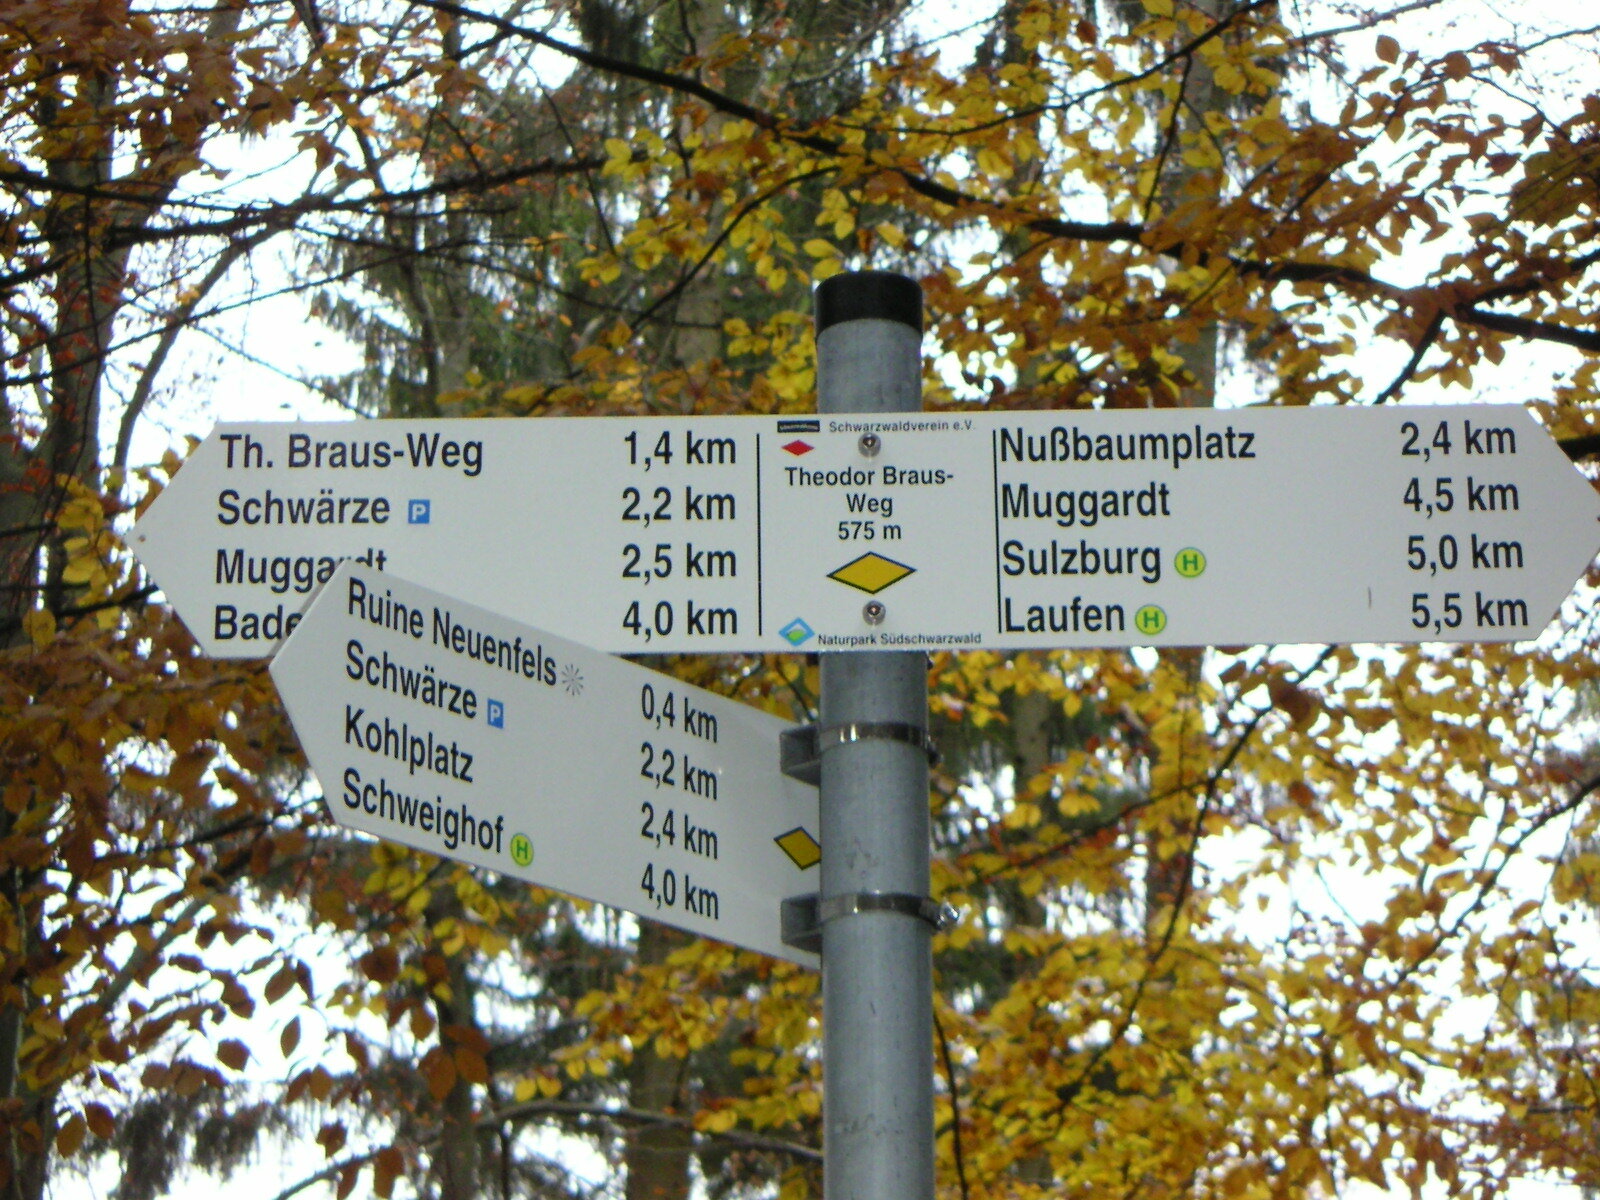 Th. Braus-Weg 1,4 km
Schwärze P 2,2 km
Muggardt 2,5 km
Bade 4,0 km
Schwarzwaldverein e.V.
Theodor Braus-
Weg
575 m
Naturpark Südschwarzwald
Nußbaumplatz 2,4 km
Muggardt 4,5 km
Sulzburg H 5,0 km
Laufen H 5,5 km
Ruine Neuenfels 0,4 km
Schwärze P 2,2 km
Kohlplatz 2,4 km
Schweighof H 4,0 km